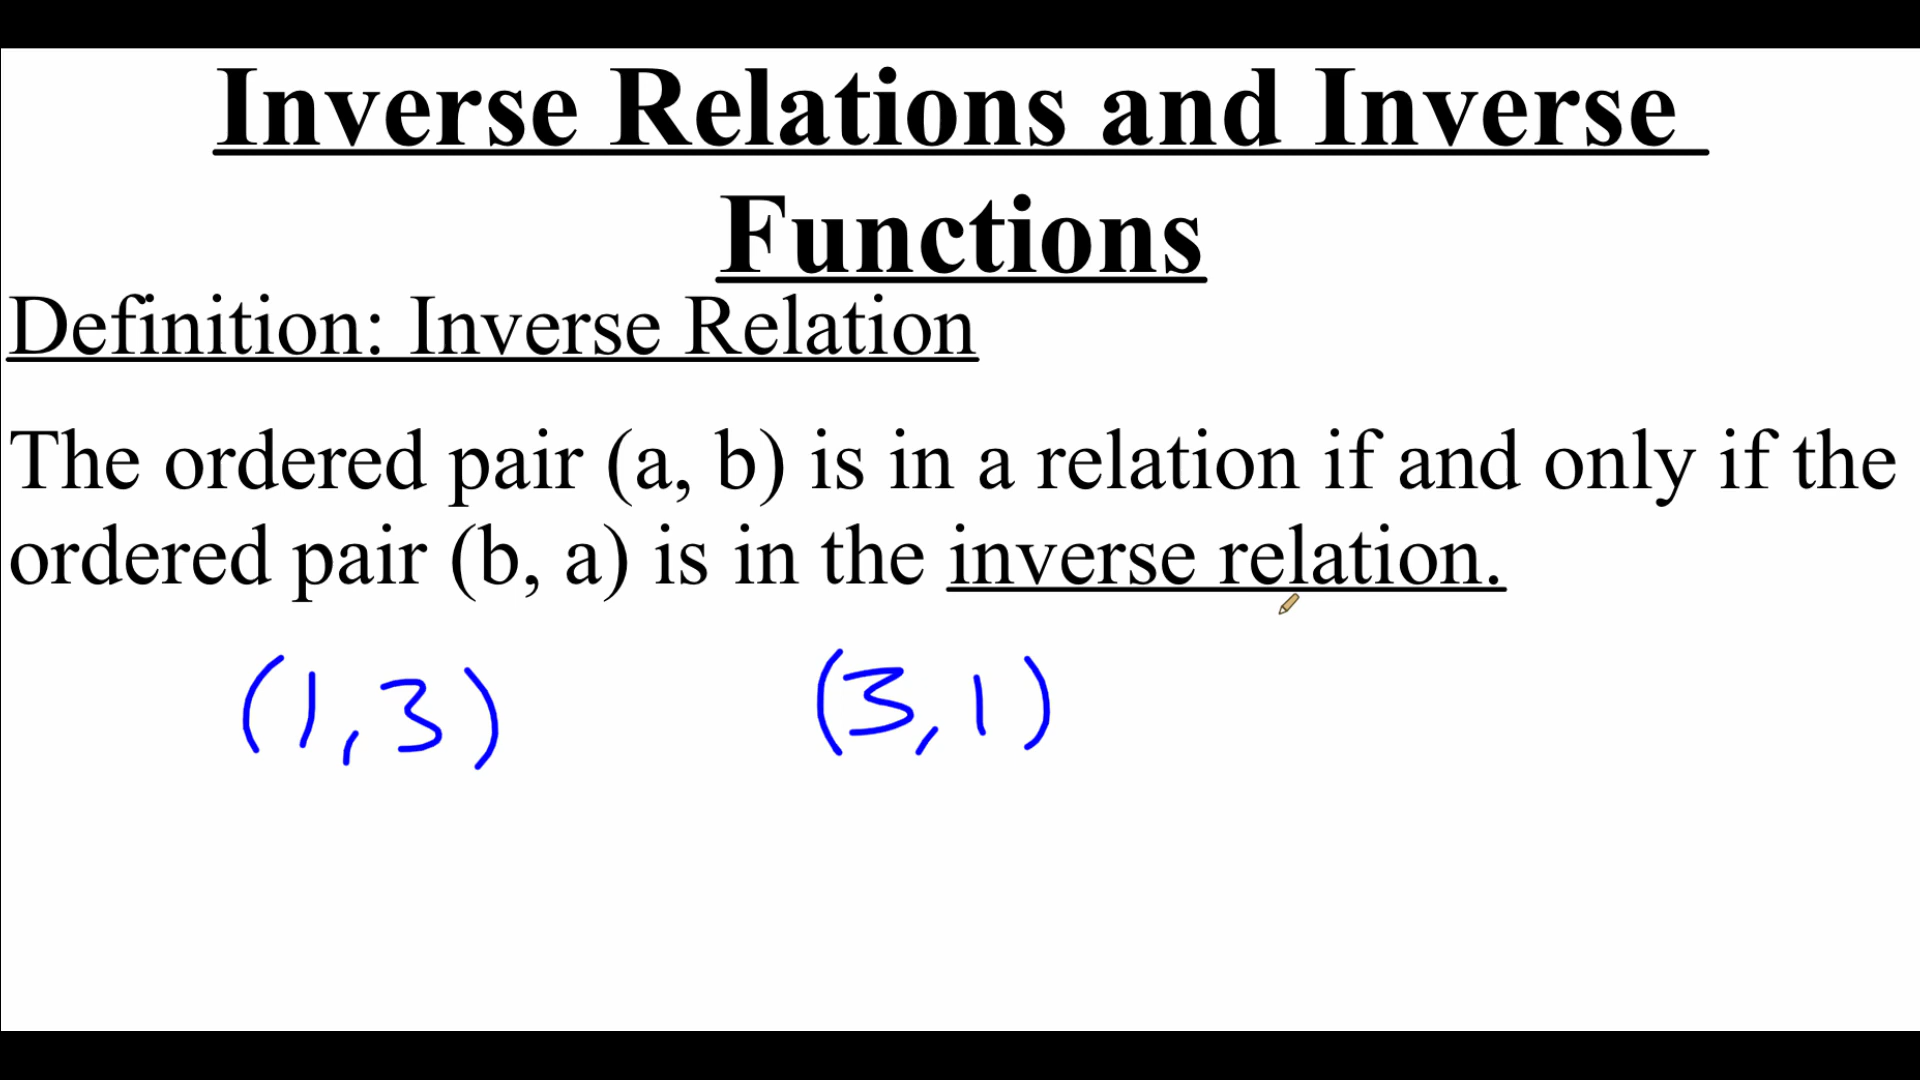 Inverse Relations and Inverse
Functions
Definition: Inverse Relation
The ordered pair (a, b) is in a relation if and only if the
ordered pair (b, a) is in the inverse relation.
(1,3) (3,1)